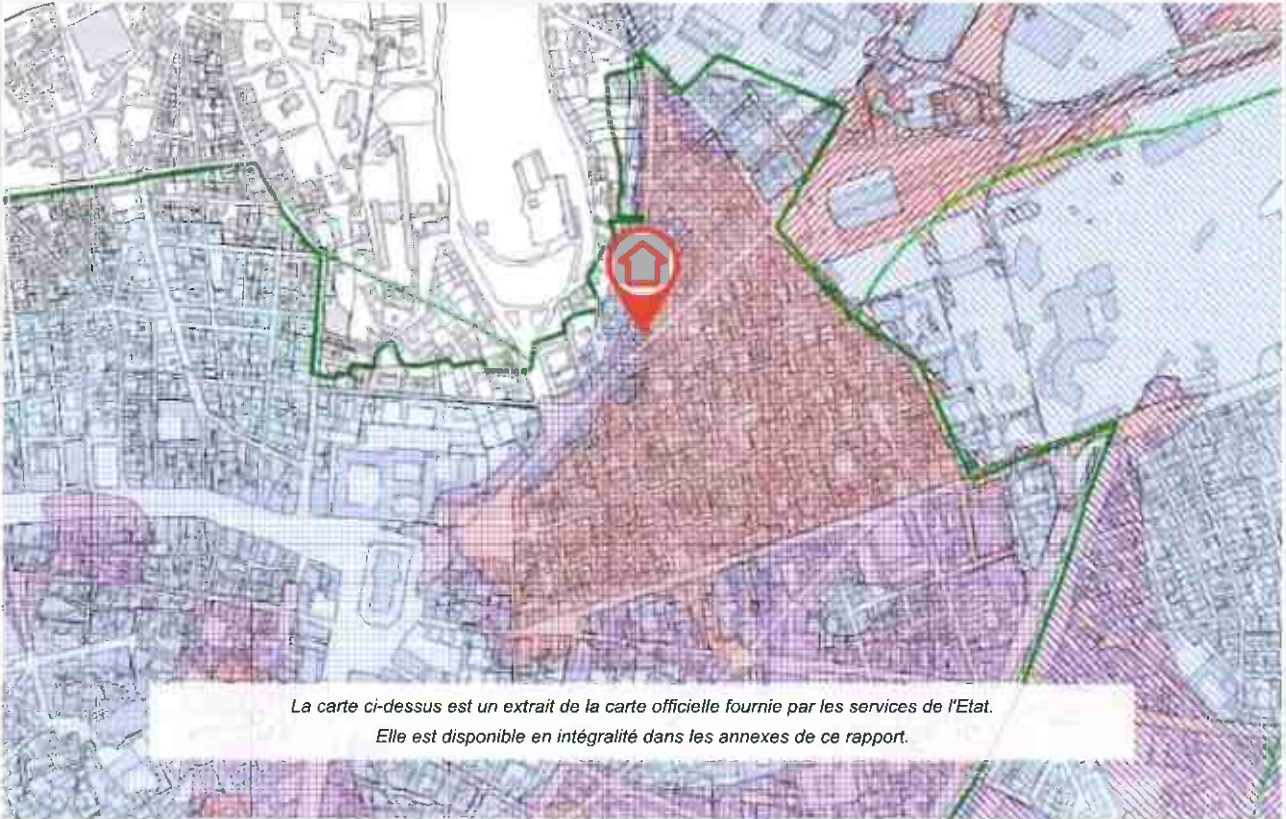 La carte ci-dessus est un extrait de la carte officielle fournie par les services de l'Etat.
Elle est disponible en intégralité dans les annexes de ce rapport.